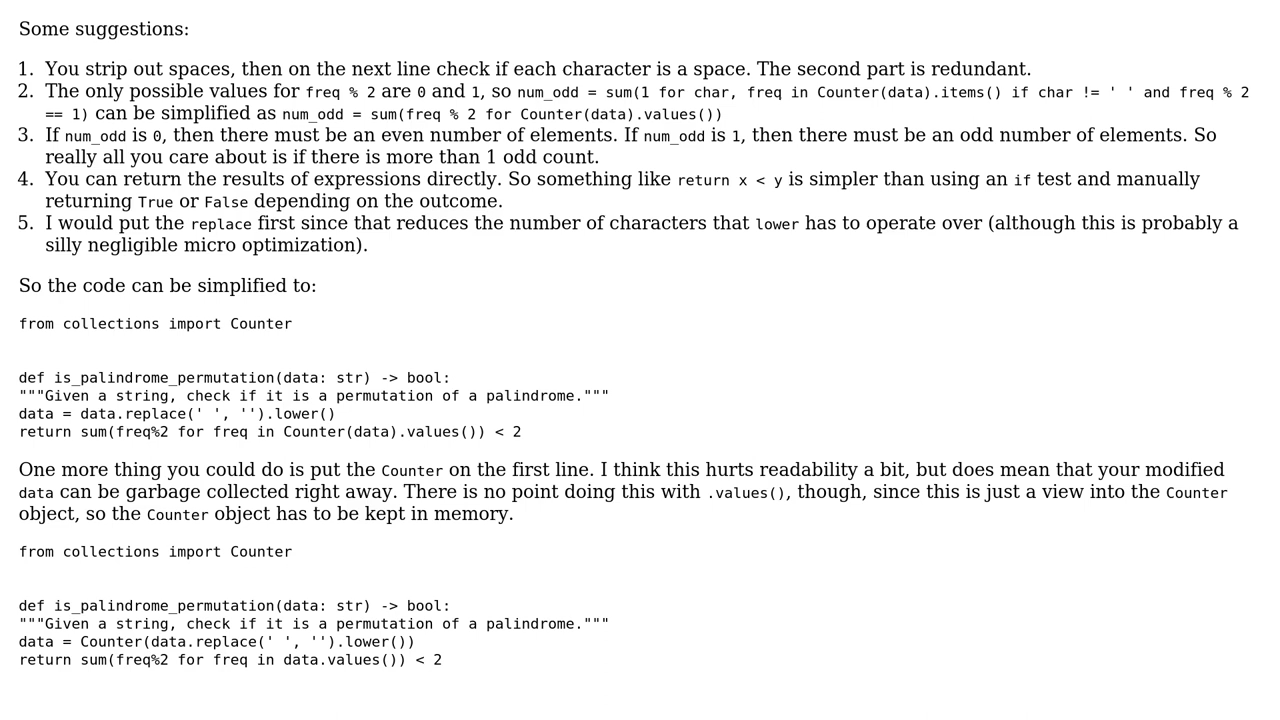 Some suggestions:
1. You strip out spaces, then on the next line check if each character is a space. The second part is redundant.
2. The only possible values for freq % 2 are 0 and 1, so num_odd = sum(1 for char, freq in Counter(data).items() if char != ' ' and freq % 2
== 1) can be simplified as num_odd = sum(freq % 2 for Counter(data).values())
3. If num_odd is 0, then there must be an even number of elements. If num_odd is 1, then there must be an odd number of elements. So
really all you care about is if there is more than 1 odd count.
4. You can return the results of expressions directly. So something like return x < y is simpler than using an if test and manually
returning True or False depending on the outcome.
5. I would put the replace first since that reduces the number of characters that lower has to operate over (although this is probably a
silly negligible micro optimization).
So the code can be simplified to:
from collections import Counter
def is_palindrome_permutation(data: str) -> bool:
"""Given a string, check if it is a permutation of a palindrome."""
data = data.replace(' ', '').lower()
return sum(freq%2 for freq in Counter(data).values()) < 2
One more thing you could do is put the Counter on the first line. I think this hurts readability a bit, but does mean that your modified
data can be garbage collected right away. There is no point doing this with .values(), though, since this is just a view into the Counter
object, so the Counter object has to be kept in memory.
from collections import Counter
def is_palindrome_permutation(data: str) -> bool:
"""Given a string, check if it is a permutation of a palindrome."""
data = Counter(data.replace(' ', '').lower())
return sum(freq%2 for freq in data.values()) < 2